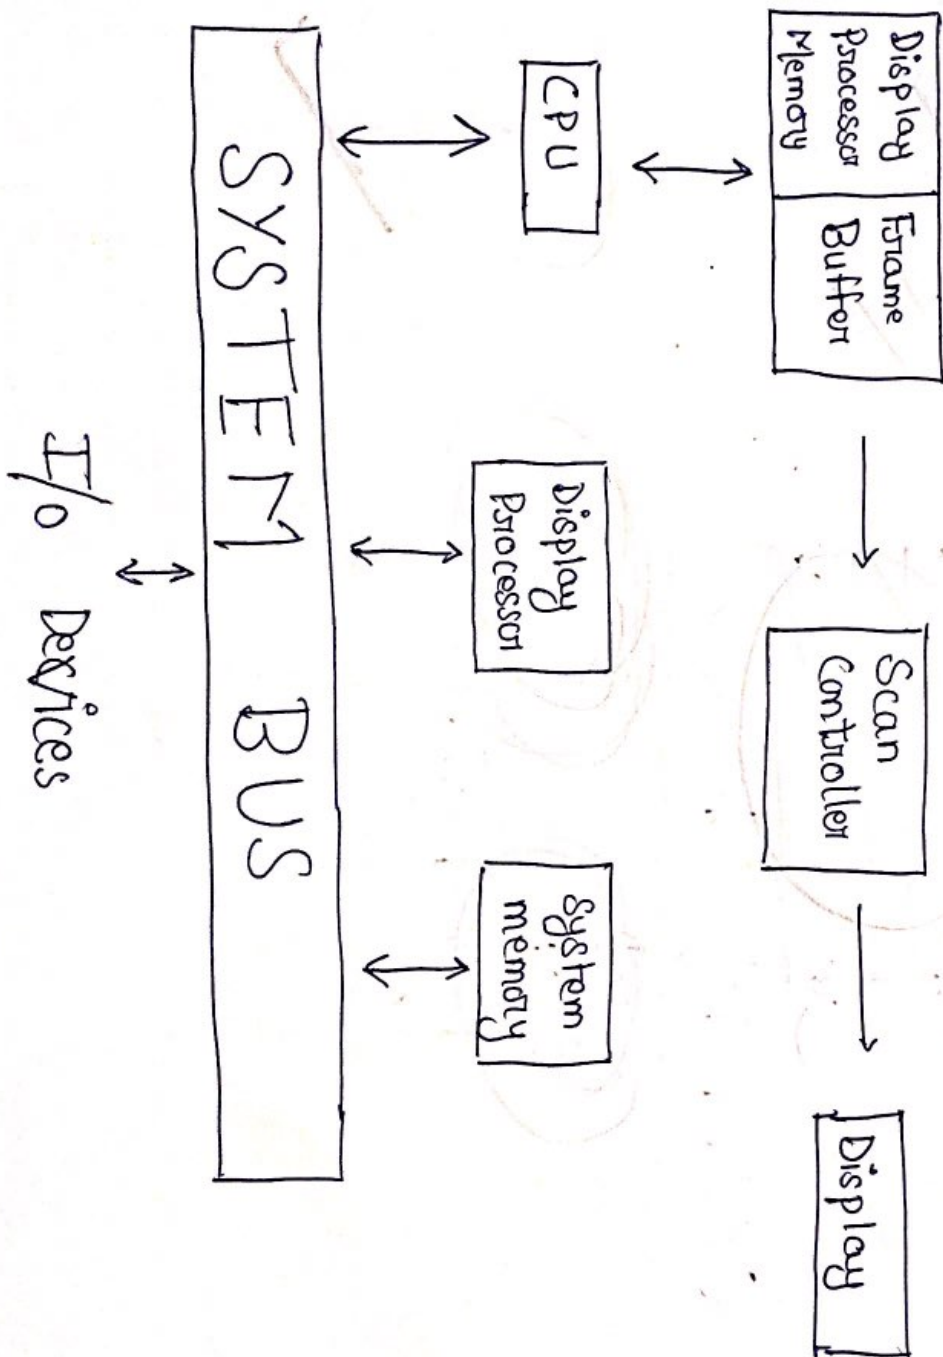 Display
Processor
Memory
Frame
Buffer
Scan
Controller
Display
CPU
Display
Processor
System
memory
SYSTEM BUS
I/o Devices